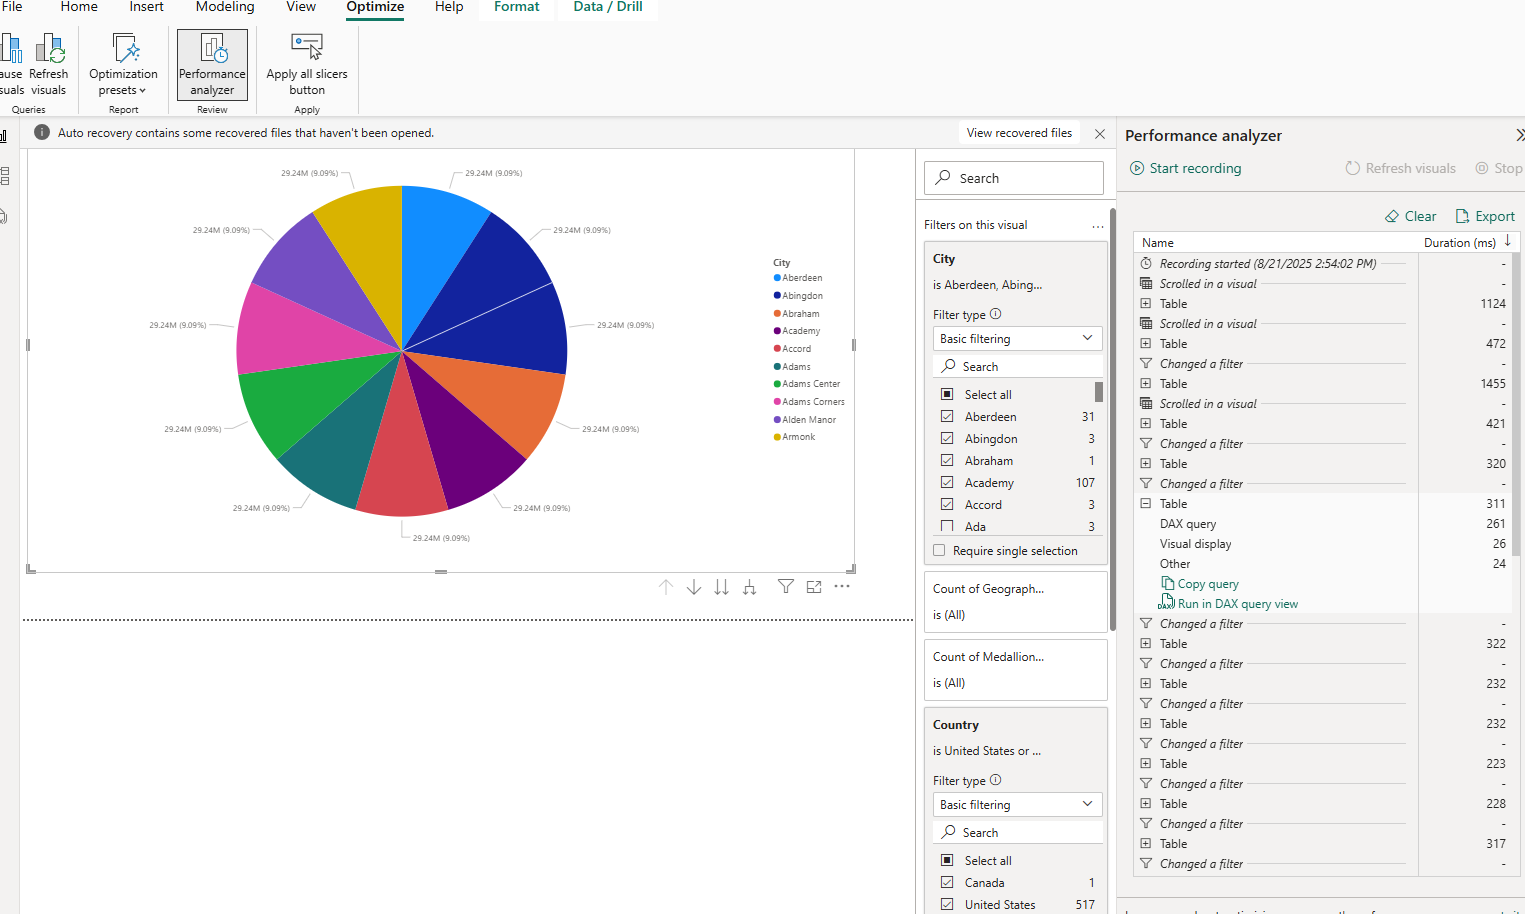 File Home Insert Modeling View Optimize Help Format Data / Drill
ause
suals
Refresh
visuals
Queries
Optimization
presets
Report
Performance
analyzer
Review
Apply all slicers
button
Apply
Auto recovery contains some recovered files that haven't been opened.
View recovered files
29.24M (9.09%)
29.24M (9.09%)
29.24M (9.09%)
29.24M (9.09%)
29.24M (9.09%)
29.24M (9.09%)
29.24M (9.09%)
29.24M (9.09%)
29.24M (9.09%)
29.24M (9.09%)
29.24M (9.09%)
City
Aberdeen
Abingdon
Abraham
Academy
Accord
Adams
Adams Center
Adams Corners
Alden Manor
Armonk
Search
Filters on this visual
...
City
is Aberdeen, Abing...
Filter type
Basic filtering
Search
Select all
Aberdeen 31
Abingdon 3
Abraham 1
Academy 107
Accord 3
Ada 3
Require single selection
Count of Geograph...
is (All)
Count of Medallion...
is (All)
Country
is United States or ...
Filter type
Basic filtering
Search
Select all
Canada 1
United States 517
Performance analyzer
Start recording Refresh visuals Stop
Clear Export
Name Duration (ms)
Recording started (8/21/2025 2:54:02 PM) -
Scrolled in a visual -
Table 1124
Scrolled in a visual -
Table 472
Changed a filter -
Table 1455
Scrolled in a visual -
Table 421
Changed a filter -
Table 320
Changed a filter -
Table 311
DAX query 261
Visual display 26
Other 24
Copy query
Run in DAX query view
Changed a filter -
Table 322
Changed a filter -
Table 232
Changed a filter -
Table 232
Changed a filter -
Table 223
Changed a filter -
Table 228
Changed a filter -
Table 317
Changed a filter -